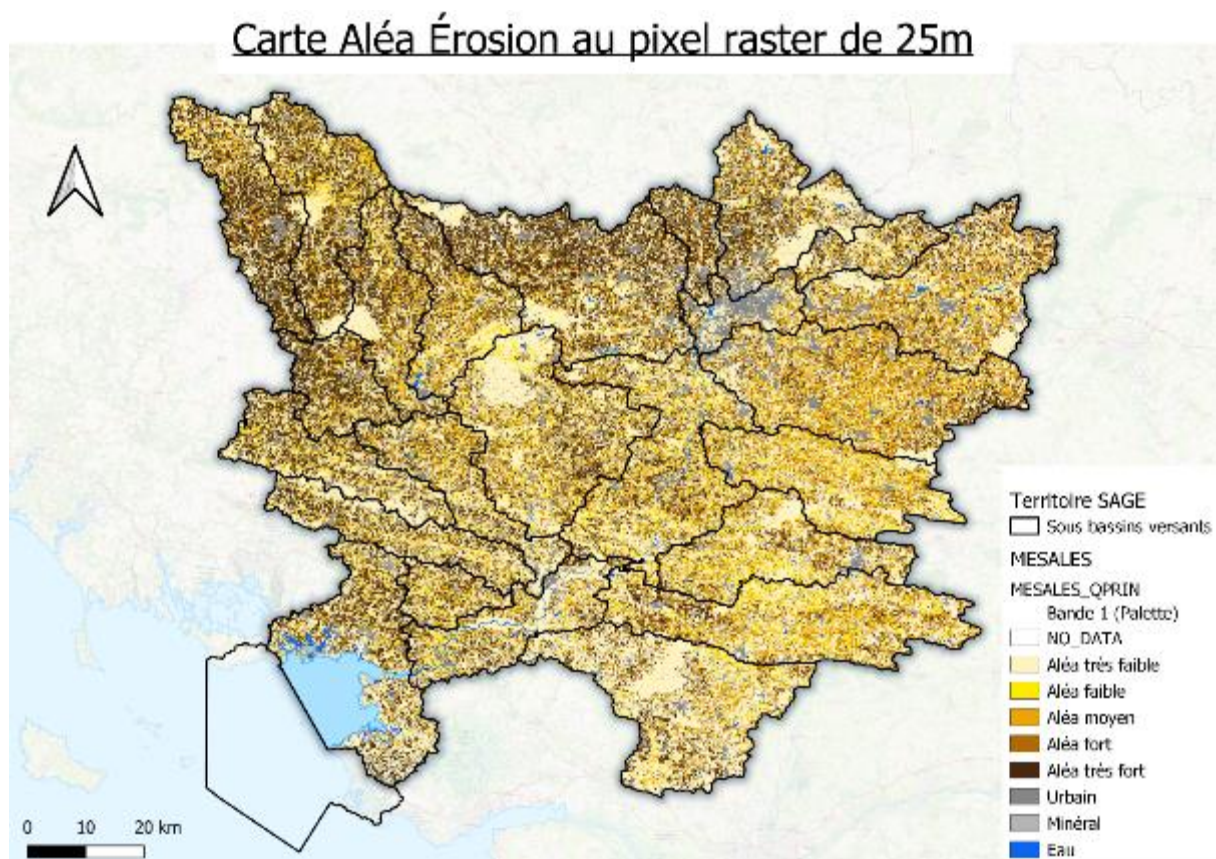 Carte Aléa Érosion au pixel raster de 25m
Territoire SAGE
Sous bassins versants
MESALES
MESALES_QPRIN
Bande 1 (Palette)
NO_DATA
Aléa très faible
Aléa faible
Aléa moyen
Aléa fort
Aléa très fort
Urbain
Minéral
Eau
0 10 20 km